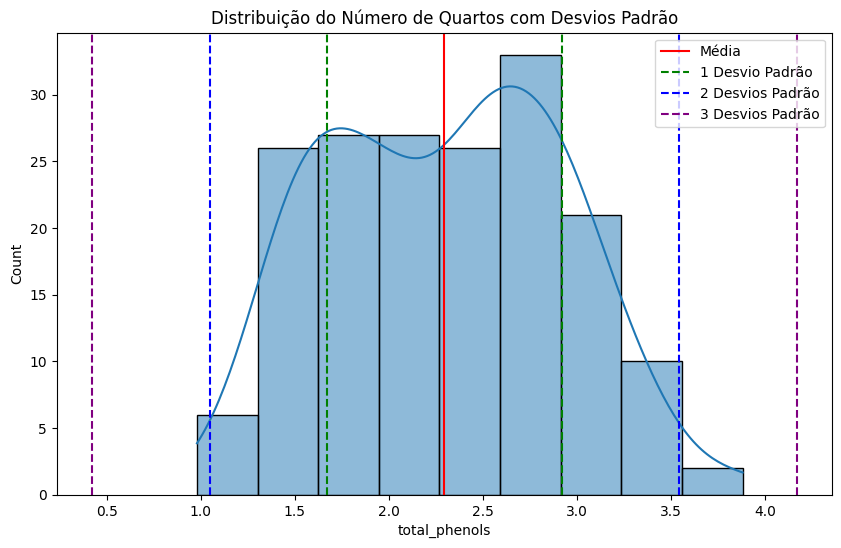 Distribuição do Número de Quartos com Desvios Padrão
Média
1 Desvio Padrão
2 Desvios Padrão
3 Desvios Padrão
Count
30
25
20
15
10
5
0
0.5 1.0 1.5 2.0 2.5 3.0 3.5 4.0
total_phenols